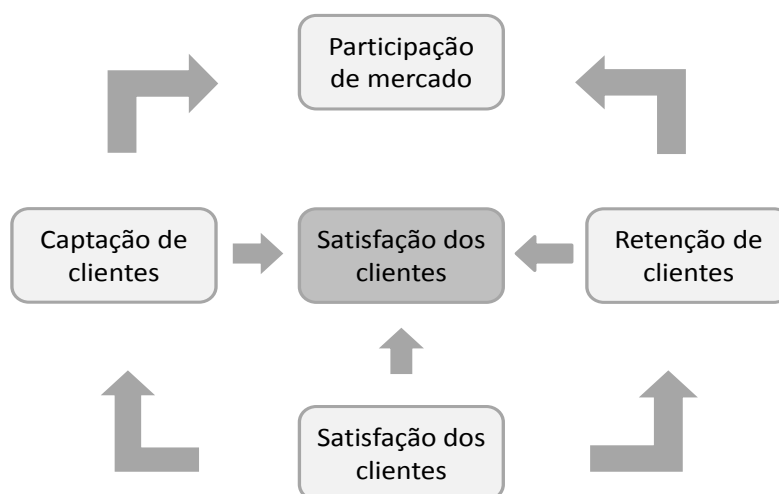 Participação
de mercado
Captação de
clientes
Satisfação dos
clientes
Retenção de
clientes
Satisfação dos
clientes